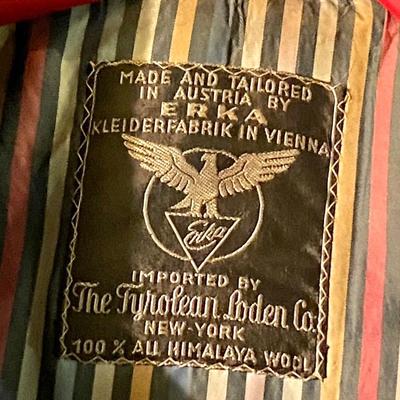 MADE AND TAILORED
IN AUSTRIA BY
ERKA
KLEIDERFABRIK IN VIENNA
Erka
IMPORTED BY
The Tyrolean Loden Co.
NEW-YORK
100 % ALL HIMALAYA WOOL